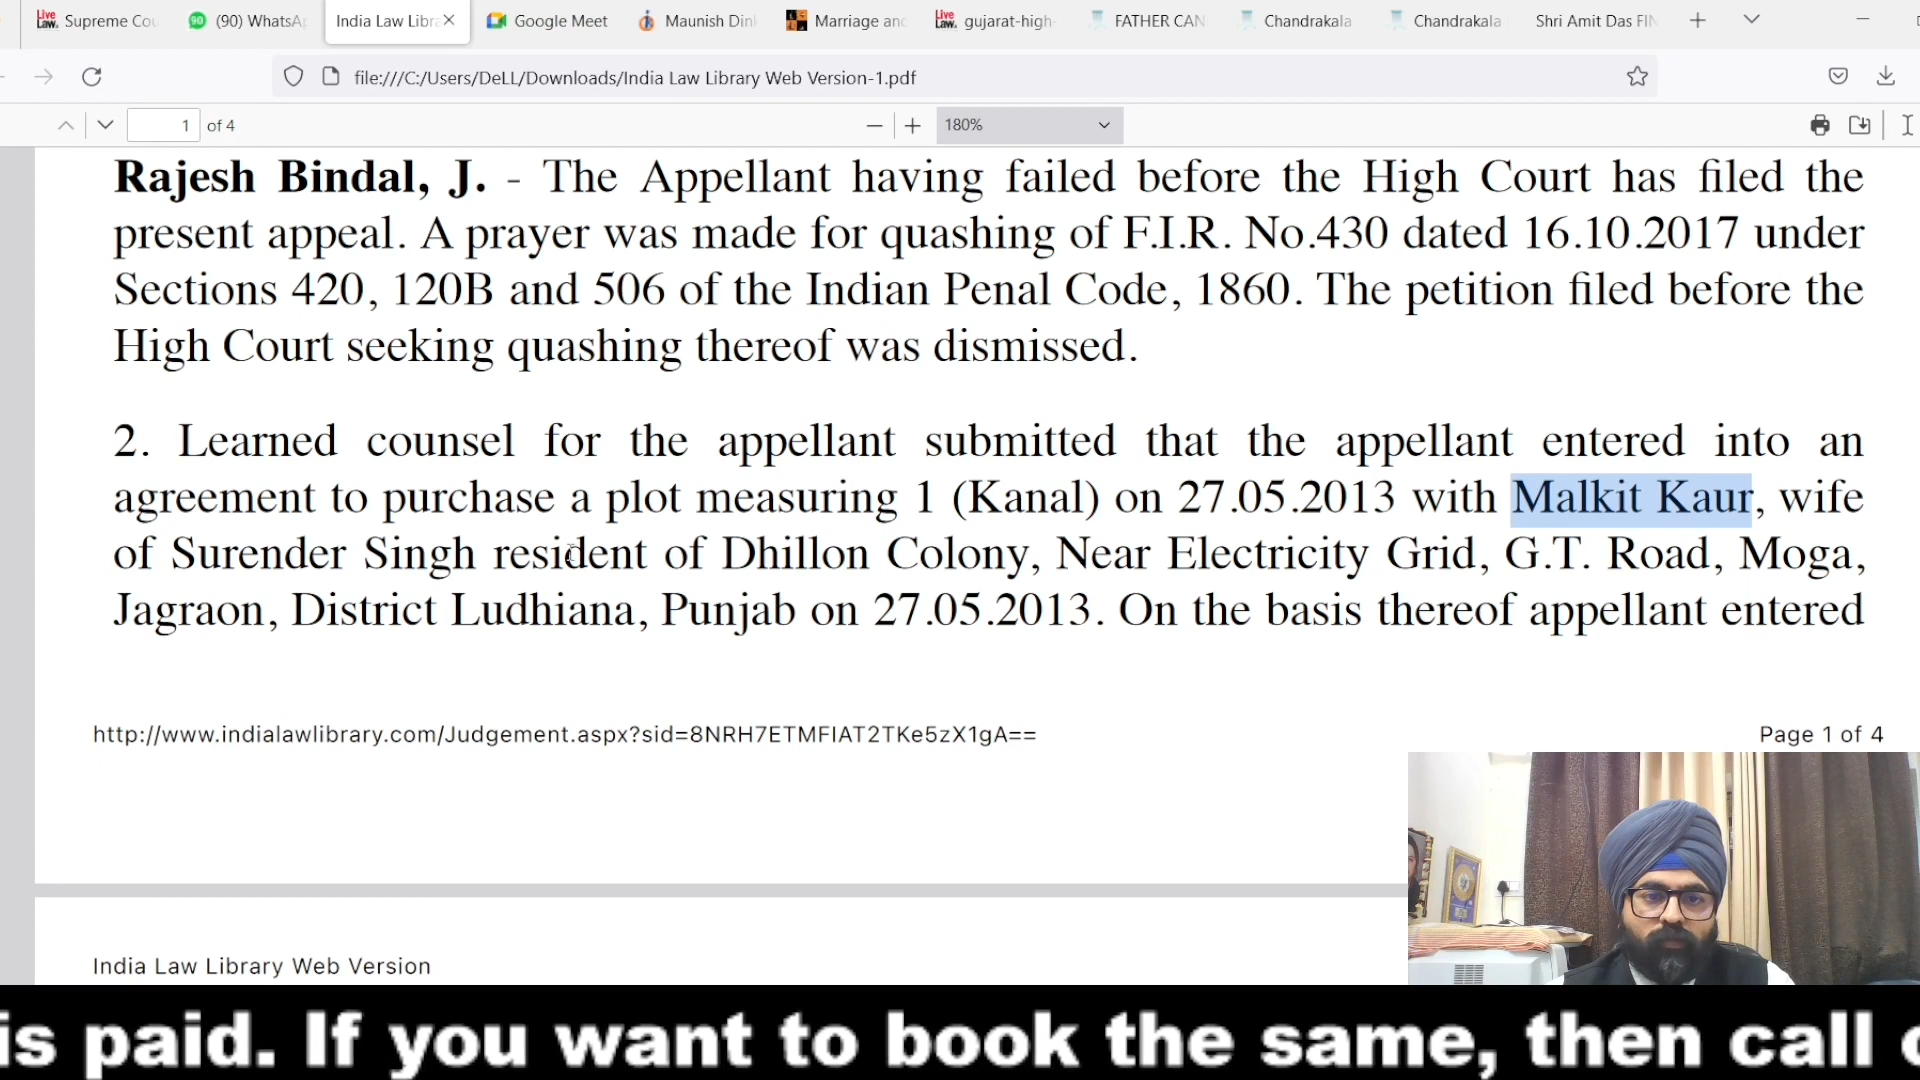 Supreme Cou
(90) WhatsA
India Law Libra
Google Meet
Maunish Din
Marriage and
gujarat-high-
FATHER CAN
Chandrakala
Chandrakala
Shri Amit Das FIN
file:///C:/Users/DeLL/Downloads/India Law Library Web Version-1.pdf
1 of 4
180%
Rajesh Bindal, J. - The Appellant having failed before the High Court has filed the
present appeal. A prayer was made for quashing of F.I.R. No.430 dated 16.10.2017 under
Sections 420, 120B and 506 of the Indian Penal Code, 1860. The petition filed before the
High Court seeking quashing thereof was dismissed.
2. Learned counsel for the appellant submitted that the appellant entered into an
agreement to purchase a plot measuring 1 (Kanal) on 27.05.2013 with Malkit Kaur, wife
of Surender Singh resident of Dhillon Colony, Near Electricity Grid, G.T. Road, Moga,
Jagraon, District Ludhiana, Punjab on 27.05.2013. On the basis thereof appellant entered
http://www.indialawlibrary.com/Judgement.aspx?sid=8NRH7ETMFIAT2TKe5zX1gA==
Page 1 of 4
India Law Library Web Version
is paid. If you want to book the same, then call